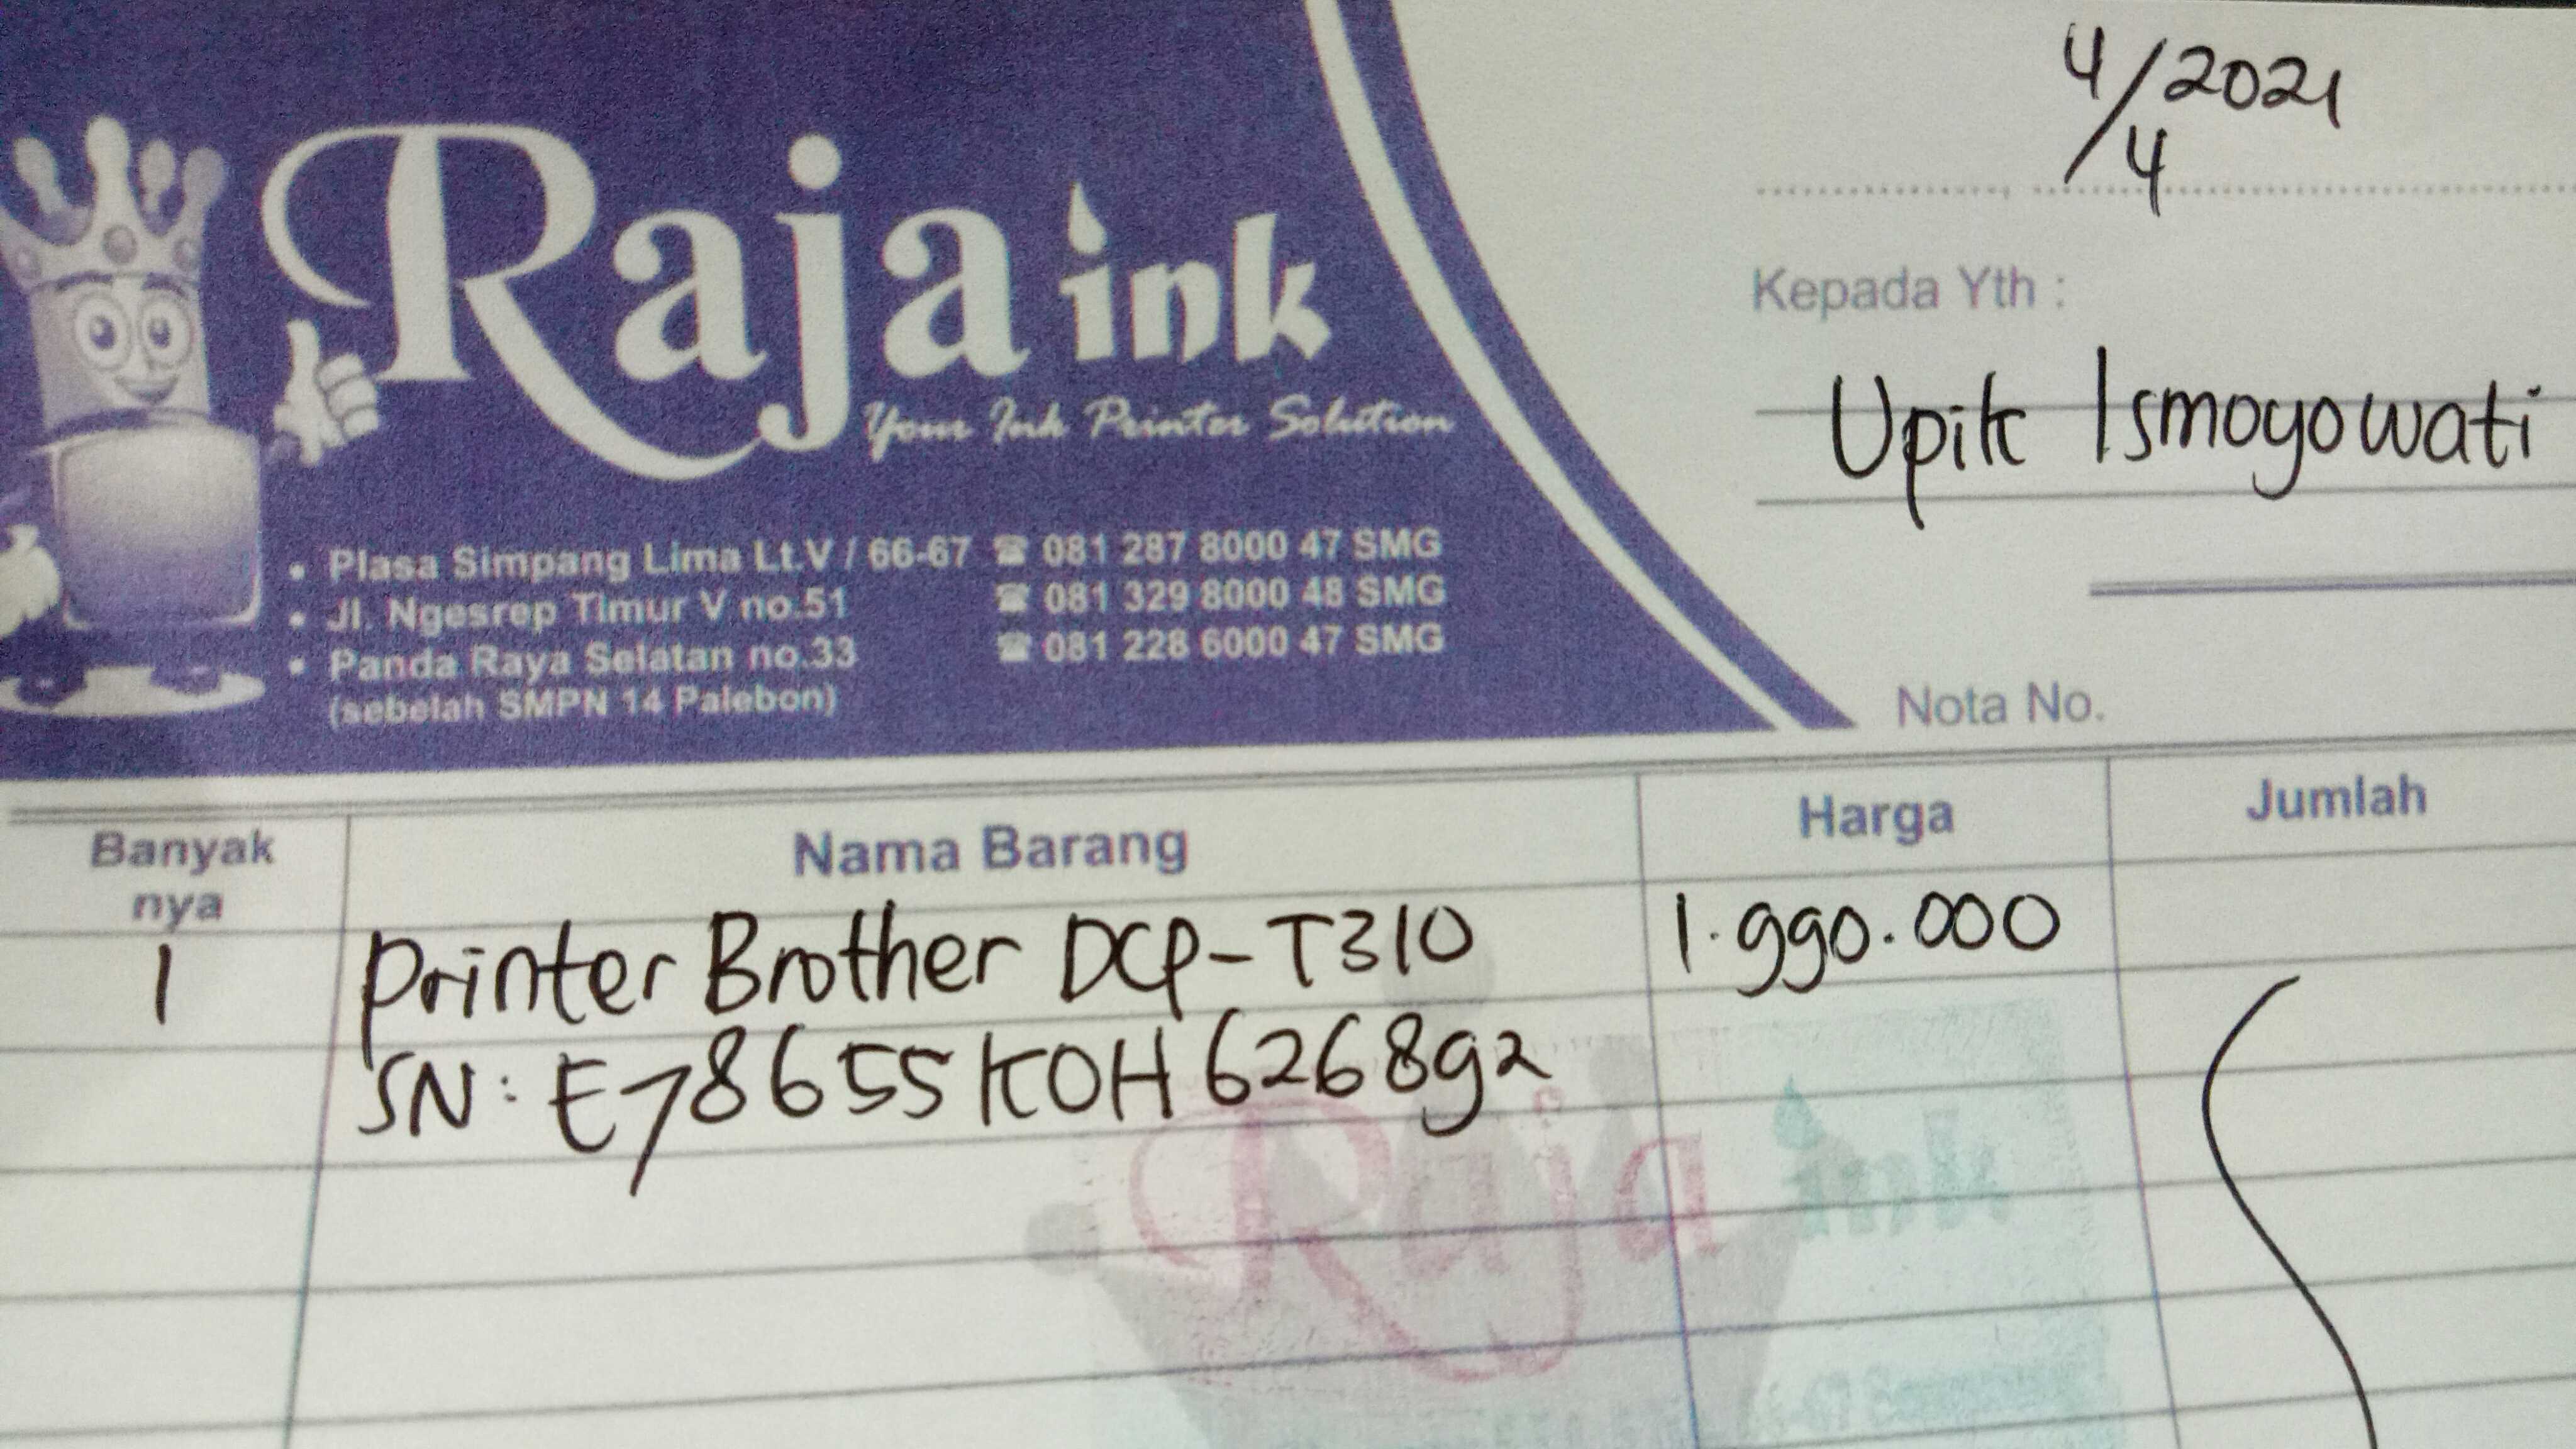 Raja ink
Your Ink Printer Solution
• Plasa Simpang Lima Lt.V / 66-67 ☎ 081 287 8000 47 SMG
• Jl. Ngesrep Timur V no.51 ☎ 081 329 8000 48 SMG
• Panda Raya Selatan no.33 ☎ 081 228 6000 47 SMG
(sebelah SMPN 14 Palebon)
4/4 2021
Kepada Yth :
Upik Ismoyowati
Nota No.
Banyak nya Nama Barang Harga Jumlah
1 Printer Brother DCP-T310 1.990.000
SN: E78655K0H626892
Raja ink